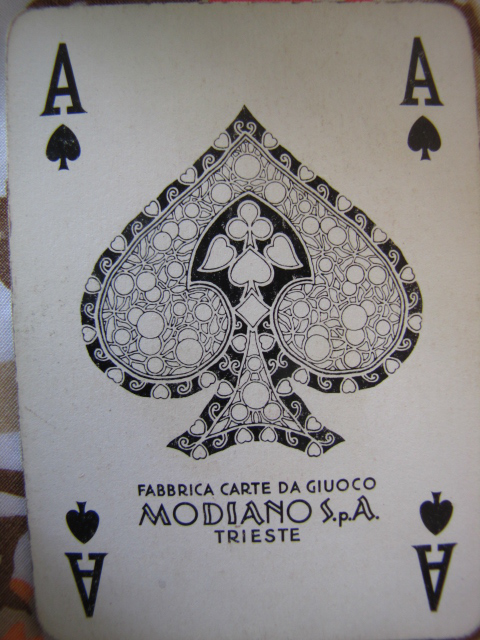 A A
FABBRICA CARTE DA GIUOCO
MODIANO S.p.A.
TRIESTE
A A